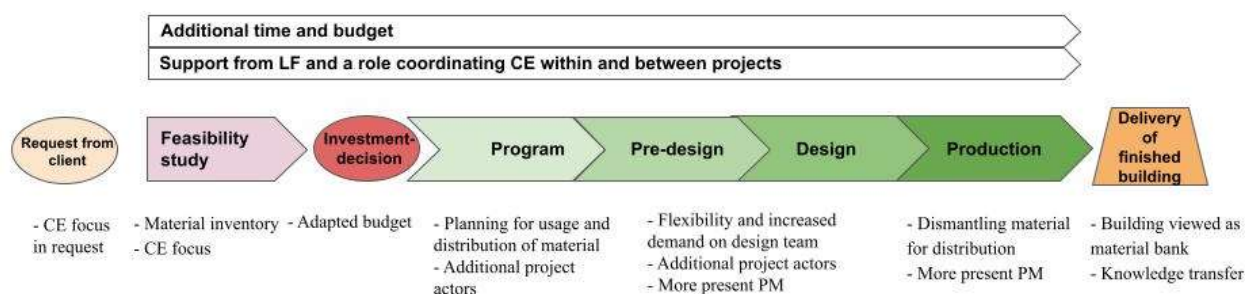 Additional time and budget
Support from LF and a role coordinating CE within and between projects
Request from
client
Feasibility
study
Investment-
decision
Program
Pre-design
Design
Production
Delivery
of
finished
building
- CE focus
in request
- Material inventory
- CE focus
- Adapted budget
- Planning for usage and
distribution of material
- Additional project
actors
- Flexibility and increased
demand on design team
- Additional project actors
- More present PM
- Dismantling material
for distribution
- More present PM
- Building viewed as
material bank
- Knowledge transfer